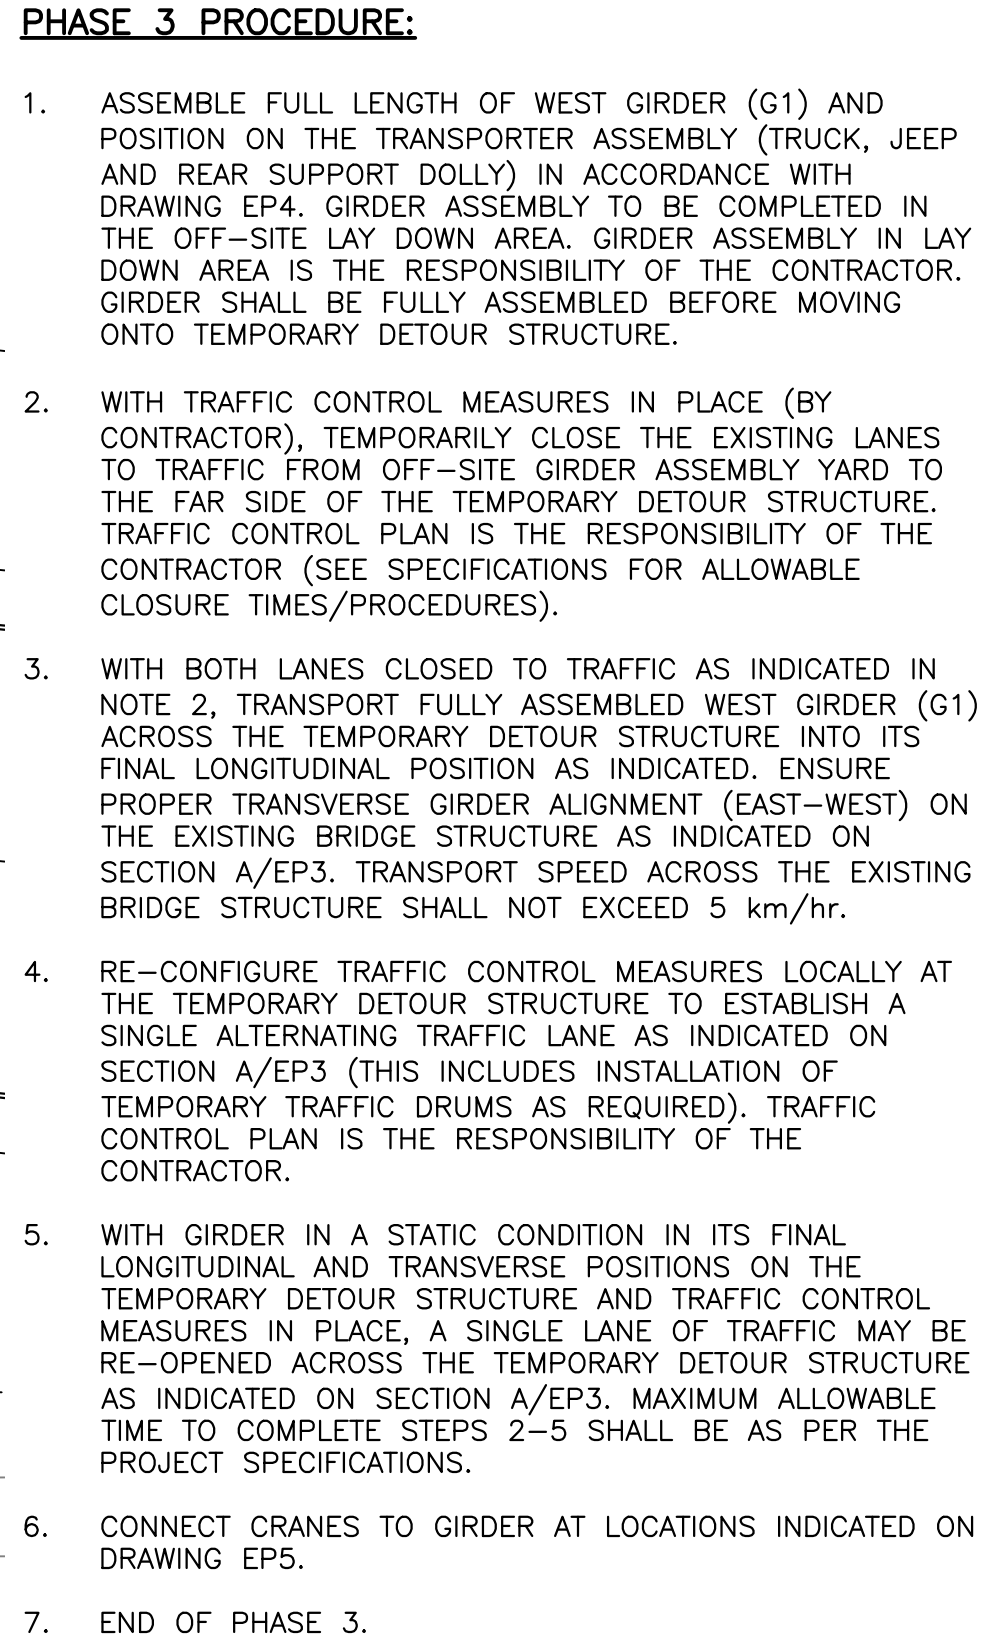 PHASE 3 PROCEDURE:
1. ASSEMBLE FULL LENGTH OF WEST GIRDER (G1) AND
POSITION ON THE TRANSPORTER ASSEMBLY (TRUCK, JEEP
AND REAR SUPPORT DOLLY) IN ACCORDANCE WITH
DRAWING EP4. GIRDER ASSEMBLY TO BE COMPLETED IN
THE OFF-SITE LAY DOWN AREA. GIRDER ASSEMBLY IN LAY
DOWN AREA IS THE RESPONSIBILITY OF THE CONTRACTOR.
GIRDER SHALL BE FULLY ASSEMBLED BEFORE MOVING
ONTO TEMPORARY DETOUR STRUCTURE.
2. WITH TRAFFIC CONTROL MEASURES IN PLACE (BY
CONTRACTOR), TEMPORARILY CLOSE THE EXISTING LANES
TO TRAFFIC FROM OFF-SITE GIRDER ASSEMBLY YARD TO
THE FAR SIDE OF THE TEMPORARY DETOUR STRUCTURE.
TRAFFIC CONTROL PLAN IS THE RESPONSIBILITY OF THE
CONTRACTOR (SEE SPECIFICATIONS FOR ALLOWABLE
CLOSURE TIMES/PROCEDURES).
3. WITH BOTH LANES CLOSED TO TRAFFIC AS INDICATED IN
NOTE 2, TRANSPORT FULLY ASSEMBLED WEST GIRDER (G1)
ACROSS THE TEMPORARY DETOUR STRUCTURE INTO ITS
FINAL LONGITUDINAL POSITION AS INDICATED. ENSURE
PROPER TRANSVERSE GIRDER ALIGNMENT (EAST-WEST) ON
THE EXISTING BRIDGE STRUCTURE AS INDICATED ON
SECTION A/EP3. TRANSPORT SPEED ACROSS THE EXISTING
BRIDGE STRUCTURE SHALL NOT EXCEED 5 km/hr.
4. RE-CONFIGURE TRAFFIC CONTROL MEASURES LOCALLY AT
THE TEMPORARY DETOUR STRUCTURE TO ESTABLISH A
SINGLE ALTERNATING TRAFFIC LANE AS INDICATED ON
SECTION A/EP3 (THIS INCLUDES INSTALLATION OF
TEMPORARY TRAFFIC DRUMS AS REQUIRED). TRAFFIC
CONTROL PLAN IS THE RESPONSIBILITY OF THE
CONTRACTOR.
5. WITH GIRDER IN A STATIC CONDITION IN ITS FINAL
LONGITUDINAL AND TRANSVERSE POSITIONS ON THE
TEMPORARY DETOUR STRUCTURE AND TRAFFIC CONTROL
MEASURES IN PLACE, A SINGLE LANE OF TRAFFIC MAY BE
RE-OPENED ACROSS THE TEMPORARY DETOUR STRUCTURE
AS INDICATED ON SECTION A/EP3. MAXIMUM ALLOWABLE
TIME TO COMPLETE STEPS 2-5 SHALL BE AS PER THE
PROJECT SPECIFICATIONS.
6. CONNECT CRANES TO GIRDER AT LOCATIONS INDICATED ON
DRAWING EP5.
7. END OF PHASE 3.